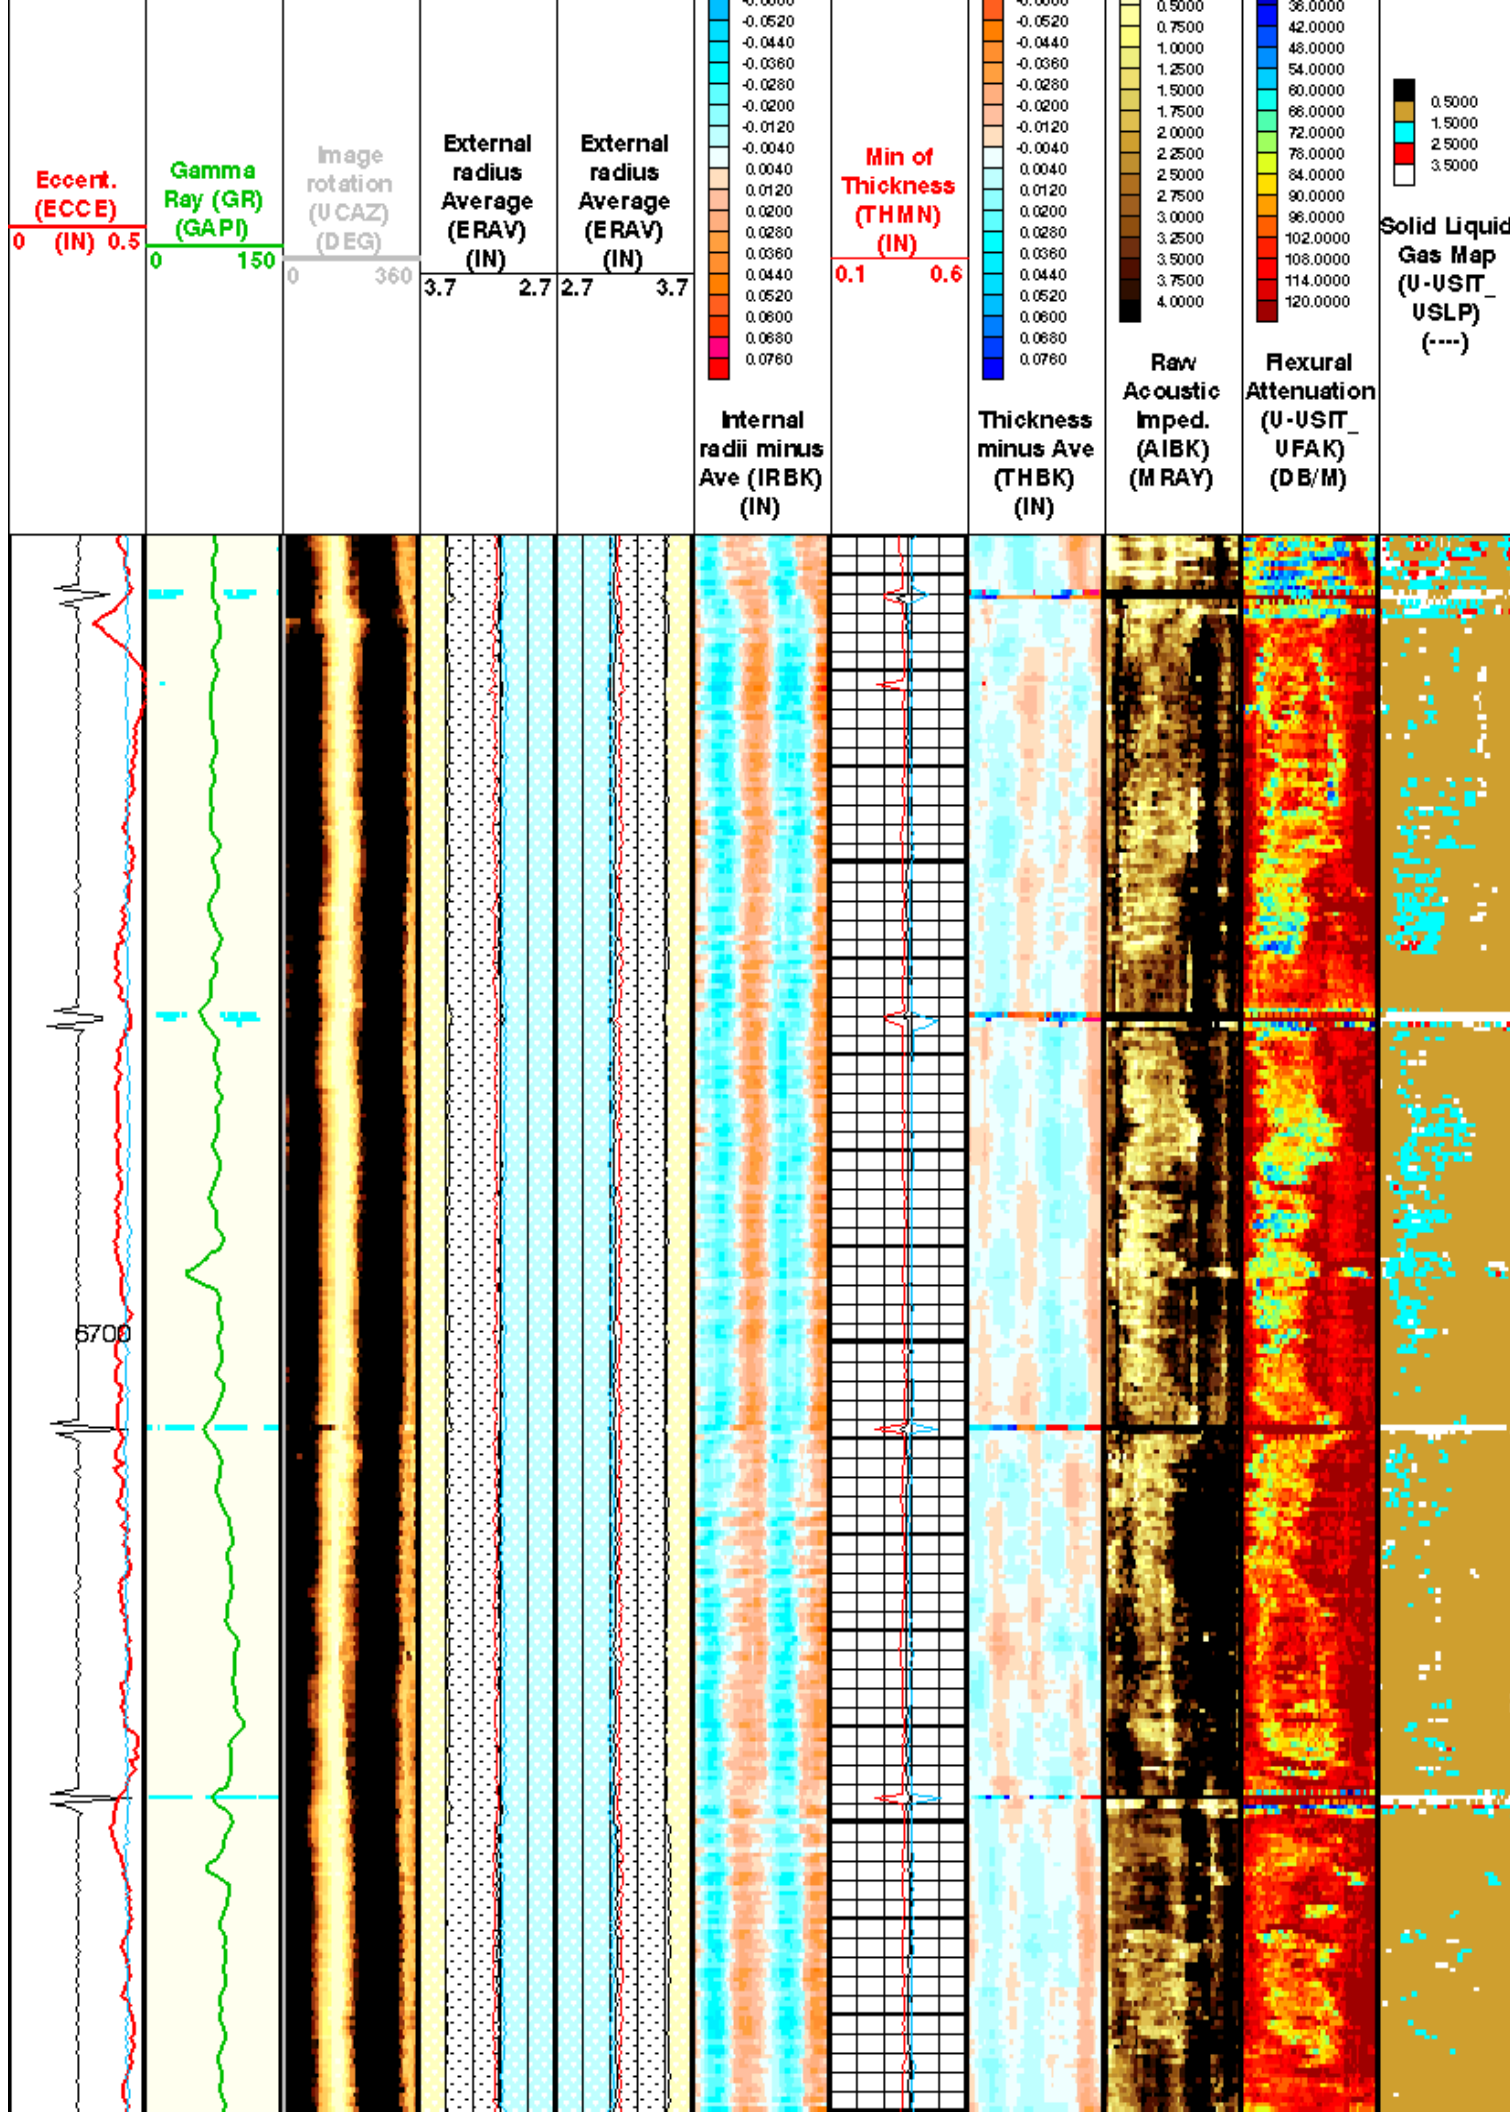 Eccent.
(ECCE)
0 (IN) 0.5
Gamma
Ray (GR)
(GAPI)
0 150
Image
rotation
(UCAZ)
(DEG)
0 360
External
radius
Average
(ERAV)
(IN)
3.7 2.7
External
radius
Average
(ERAV)
(IN)
2.7 3.7
-0.0520
-0.0440
-0.0360
-0.0280
-0.0200
-0.0120
-0.0040
0.0040
0.0120
0.0200
0.0280
0.0360
0.0440
0.0520
0.0600
0.0680
0.0760
Internal
radii minus
Ave (IRBK)
(IN)
Min of
Thickness
(THMN)
(IN)
0.1 0.6
-0.0520
-0.0440
-0.0360
-0.0280
-0.0200
-0.0120
-0.0040
0.0040
0.0120
0.0200
0.0280
0.0360
0.0440
0.0520
0.0600
0.0680
0.0760
Thickness
minus Ave
(THBK)
(IN)
0.5000
0.7500
1.0000
1.2500
1.5000
1.7500
2.0000
2.2500
2.5000
2.7500
3.0000
3.2500
3.5000
3.7500
4.0000
Raw
Acoustic
Imped.
(AIBK)
(MRAY)
36.0000
42.0000
48.0000
54.0000
60.0000
66.0000
72.0000
78.0000
84.0000
90.0000
96.0000
102.0000
108.0000
114.0000
120.0000
Flexural
Attenuation
(U-USIT_
UFAK)
(DB/M)
0.5000
1.5000
2.5000
3.5000
Solid Liquid
Gas Map
(U-USIT_
USLP)
(----)
6700